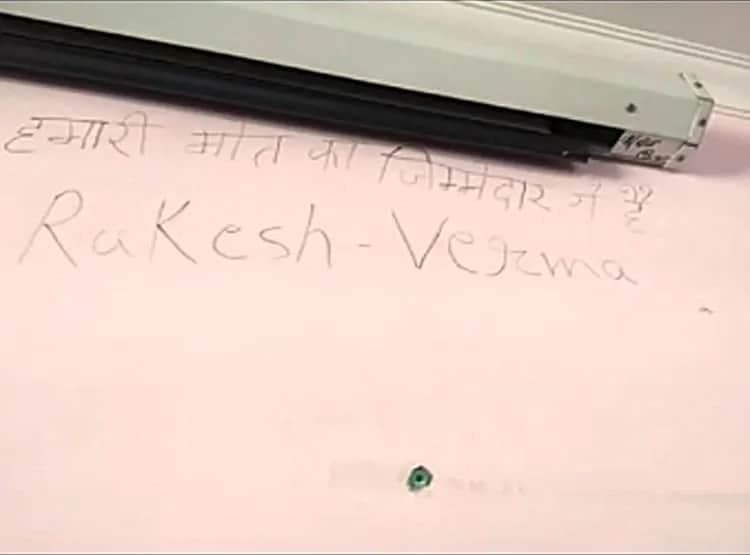 हमारी मौत का जिम्मेदार में हूँ
Rakesh-Verma